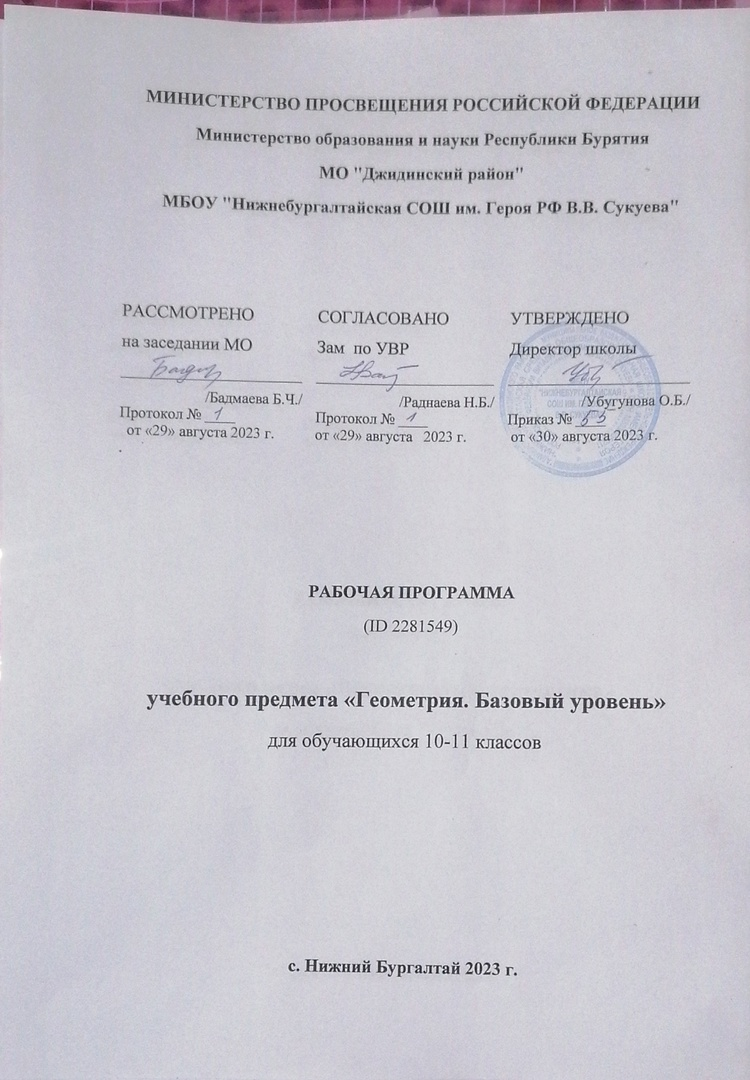 МИНИСТЕРСТВО ПРОСВЕЩЕНИЯ РОССИЙСКОЙ ФЕДЕРАЦИИ
Министерство образования и науки Республики Бурятия
МО "Джидинский район"
МБОУ "Нижнебургалтайская СОШ им. Героя РФ В.В. Сукуева"
РАССМОТРЕНО
на заседании МО
/Бадмаева Б.Ч./
Протокол № 1
от «29» августа 2023 г.
СОГЛАСОВАНО
Зам по УВР
/Раднаева Н.Б./
Протокол № 1
от «29» августа 2023 г.
УТВЕРЖДЕНО
Директор школы
/Убугунова О.Б./
Приказ № 55
от «30» августа 2023 г.
РАБОЧАЯ ПРОГРАММА
(ID 2281549)
учебного предмета «Геометрия. Базовый уровень»
для обучающихся 10-11 классов
с. Нижний Бургалтай 2023 г.